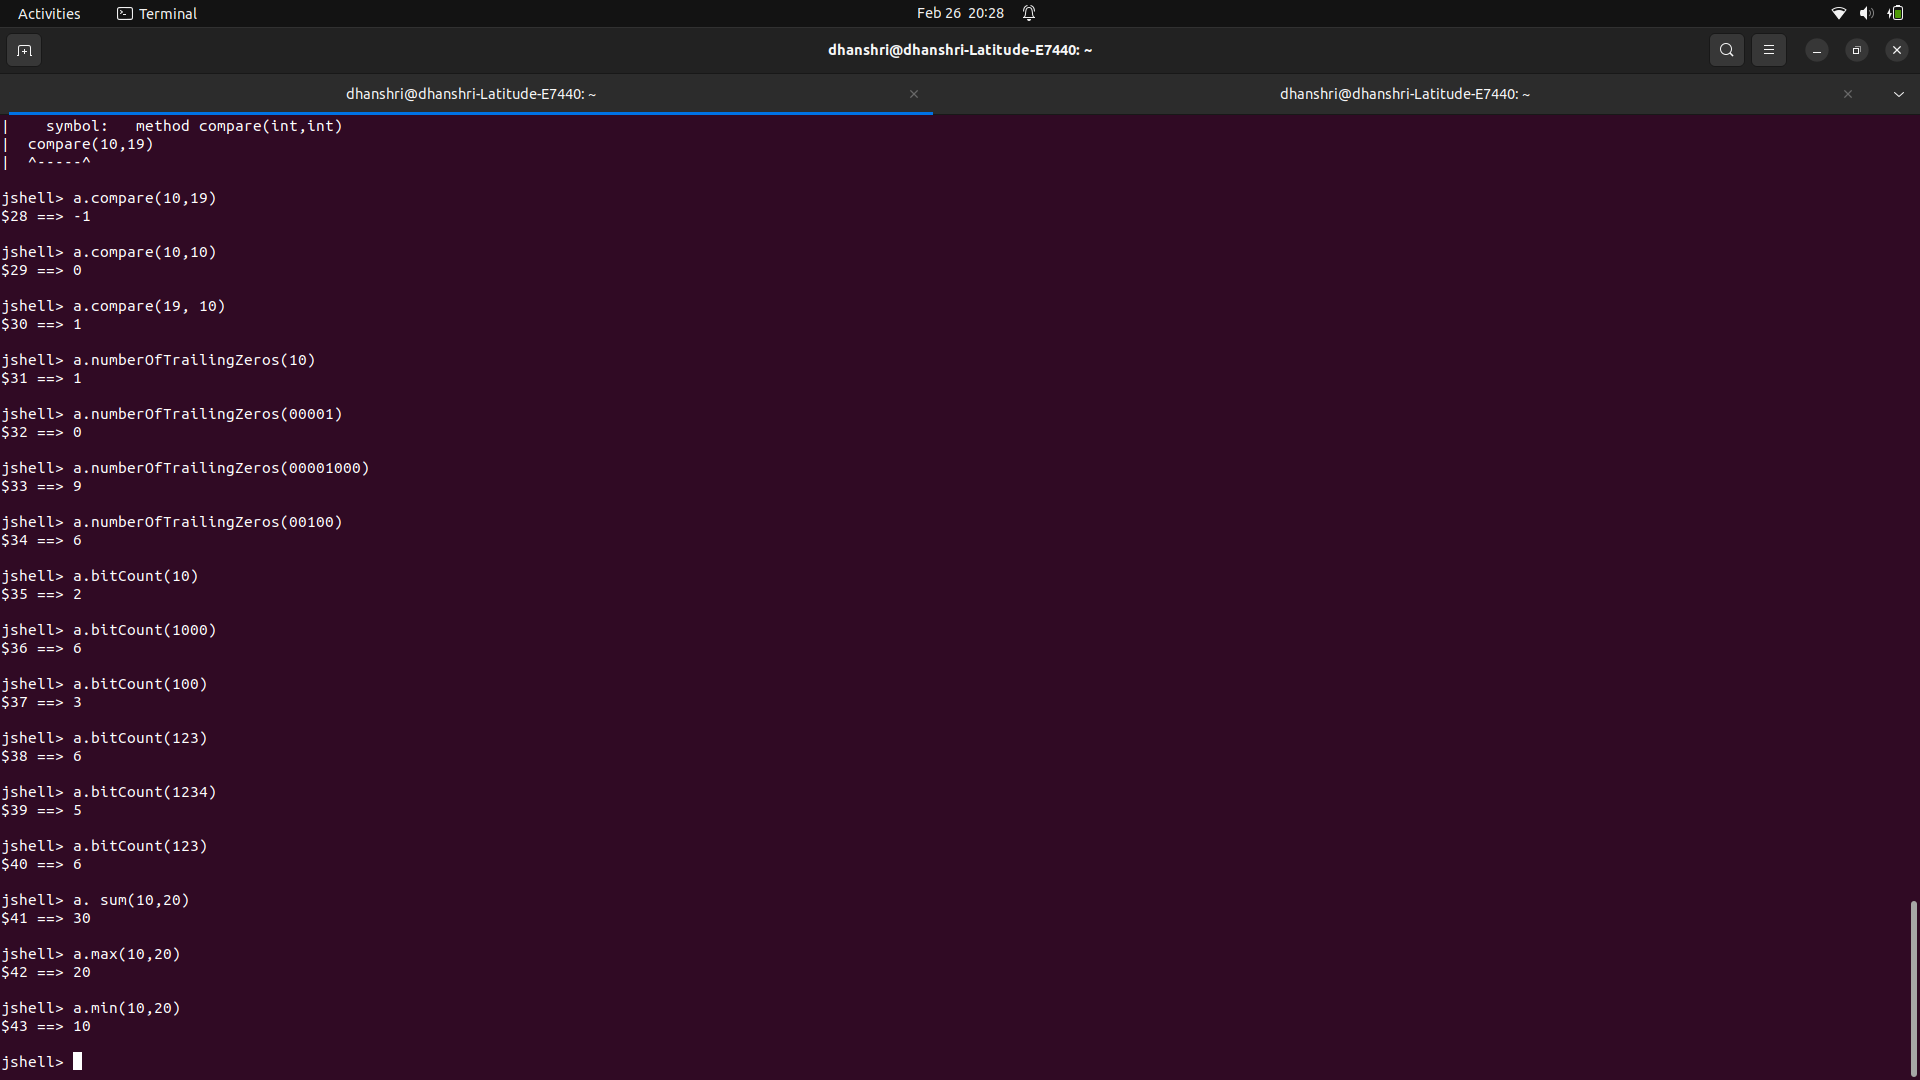 Activities
Terminal
Feb 26 20:28
dhanshri@dhanshri-Latitude-E7440: ~
dhanshri@dhanshri-Latitude-E7440: ~
dhanshri@dhanshri-Latitude-E7440: ~
|    symbol:   method compare(int,int)
|  compare(10,19)
|  ^-----^
jshell> a.compare(10,19)
$28 ==> -1
jshell> a.compare(10,10)
$29 ==> 0
jshell> a.compare(19, 10)
$30 ==> 1
jshell> a.numberOfTrailingZeros(10)
$31 ==> 1
jshell> a.numberOfTrailingZeros(00001)
$32 ==> 0
jshell> a.numberOfTrailingZeros(00001000)
$33 ==> 9
jshell> a.numberOfTrailingZeros(00100)
$34 ==> 6
jshell> a.bitCount(10)
$35 ==> 2
jshell> a.bitCount(1000)
$36 ==> 6
jshell> a.bitCount(100)
$37 ==> 3
jshell> a.bitCount(123)
$38 ==> 6
jshell> a.bitCount(1234)
$39 ==> 5
jshell> a.bitCount(123)
$40 ==> 6
jshell> a. sum(10,20)
$41 ==> 30
jshell> a.max(10,20)
$42 ==> 20
jshell> a.min(10,20)
$43 ==> 10
jshell>